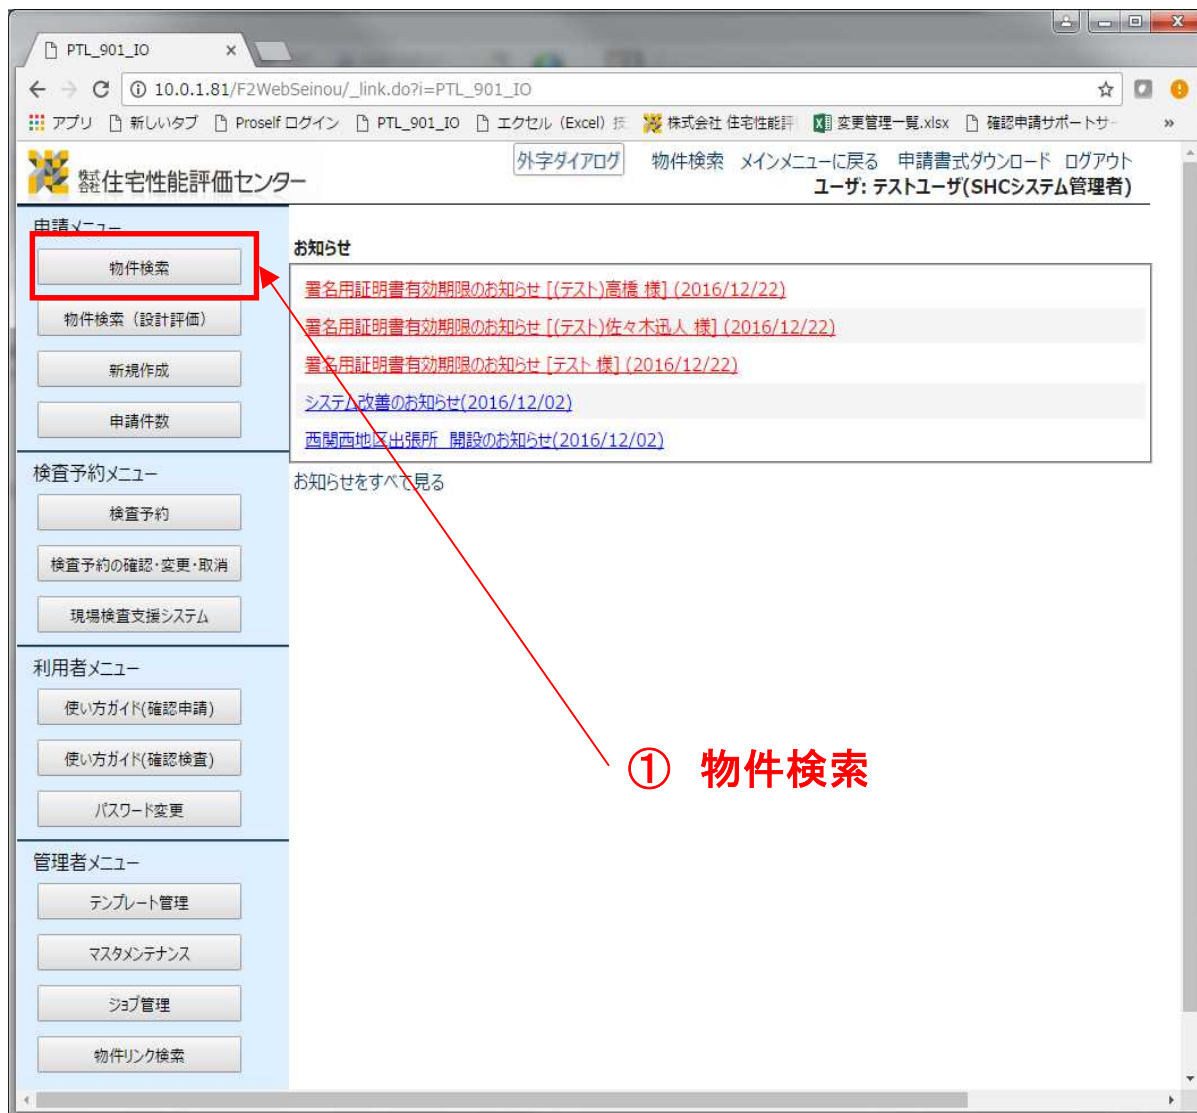 PTL_901_IO
10.0.1.81/F2WebSeinou/_link.do?i=PTL_901_IO
アプリ 新しいタブ Proself ログイン PTL_901_IO エクセル（Excel）技 株式会社 住宅性能評 変更管理一覧.xlsx 確認申請サポートサー »
株式会社住宅性能評価センター
外字ダイアログ 物件検索 メインメニューに戻る 申請書式ダウンロード ログアウト
ユーザ: テストユーザ(SHCシステム管理者)
申請メニュー
物件検索
物件検索（設計評価）
新規作成
申請件数
検査予約メニュー
検査予約
検査予約の確認・変更・取消
現場検査支援システム
利用者メニュー
使い方ガイド(確認申請)
使い方ガイド(確認検査)
パスワード変更
管理者メニュー
テンプレート管理
マスタメンテナンス
ジョブ管理
物件リンク検索
お知らせ
署名用証明書有効期限のお知らせ [(テスト)高橋 様] (2016/12/22)
署名用証明書有効期限のお知らせ [(テスト)佐々木迅人 様] (2016/12/22)
署名用証明書有効期限のお知らせ [テスト 様] (2016/12/22)
システム改善のお知らせ(2016/12/02)
西関西地区出張所 開設のお知らせ(2016/12/02)
お知らせをすべて見る
① 物件検索